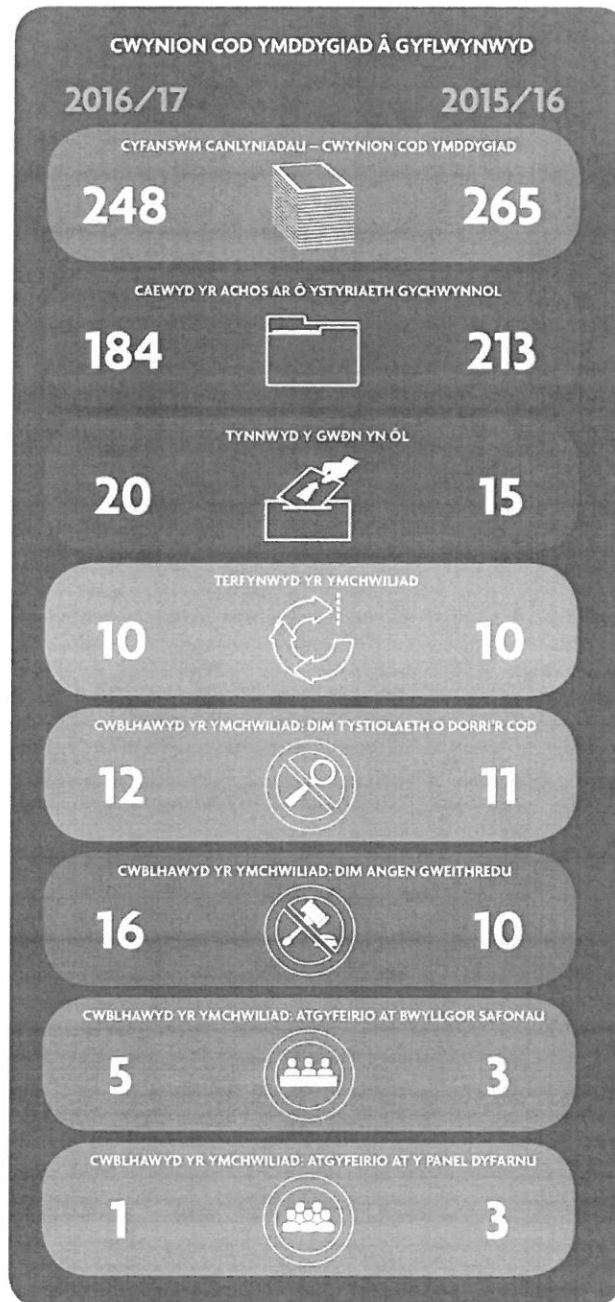 CWYNION COD YMDDYGIAD Â GYFLWYNWYD
2016/17 2015/16
CYFANSWM CANLYNIADAU – CWYNION COD YMDDYGIAD
248 265
CAEWYD YR ACHOS AR Ô YSTYRIAETH GYCHWYNNOL
184 213
TYNNWYD Y GWÐN YN ÔL
20 15
TERFYNWYD YR YMCHWILIAD
10 10
CWBLHAWYD YR YMCHWILIAD: DIM TYSTIOLAETH O DORRI'R COD
12 11
CWBLHAWYD YR YMCHWILIAD: DIM ANGEN GWEITHREDU
16 10
CWBLHAWYD YR YMCHWILIAD: ATGYFEIRIO AT BWYLLGOR SAFONAU
5 3
CWBLHAWYD YR YMCHWILIAD: ATGYFEIRIO AT Y PANEL DYFARNU
1 3